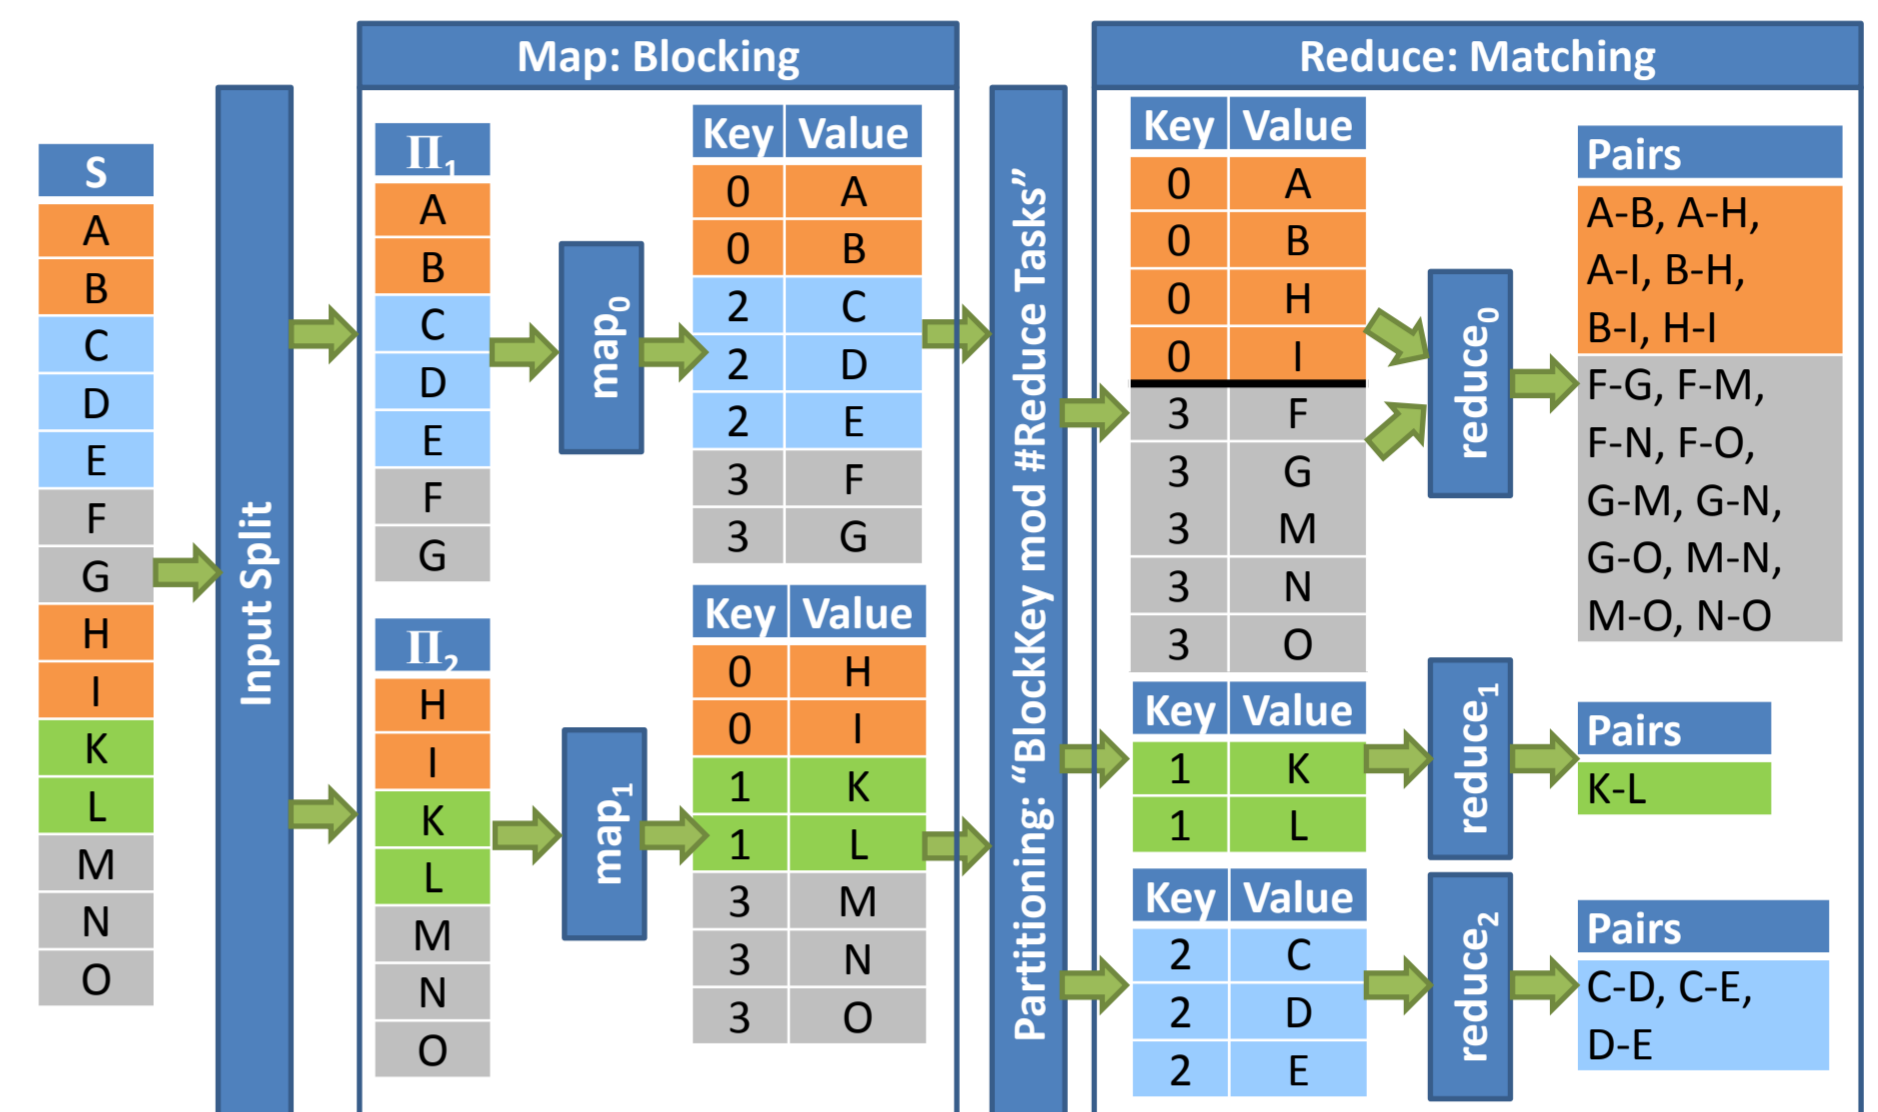 S
A
B
C
D
E
F
G
H
I
K
L
M
N
O
Input Split
Map: Blocking
Π1
A
B
C
D
E
F
G
map0
Key Value
0 A
0 B
2 C
2 D
2 E
3 F
3 G
Π2
H
I
K
L
M
N
O
map1
Key Value
0 H
0 I
1 K
1 L
3 M
3 N
3 O
Partitioning: “BlockKey mod #Reduce Tasks”
Reduce: Matching
Key Value
0 A
0 B
0 H
0 I
3 F
3 G
3 M
3 N
3 O
reduce0
Pairs
A-B, A-H,
A-I, B-H,
B-I, H-I
F-G, F-M,
F-N, F-O,
G-M, G-N,
G-O, M-N,
M-O, N-O
Key Value
1 K
1 L
reduce1
Pairs
K-L
Key Value
2 C
2 D
2 E
reduce2
Pairs
C-D, C-E,
D-E